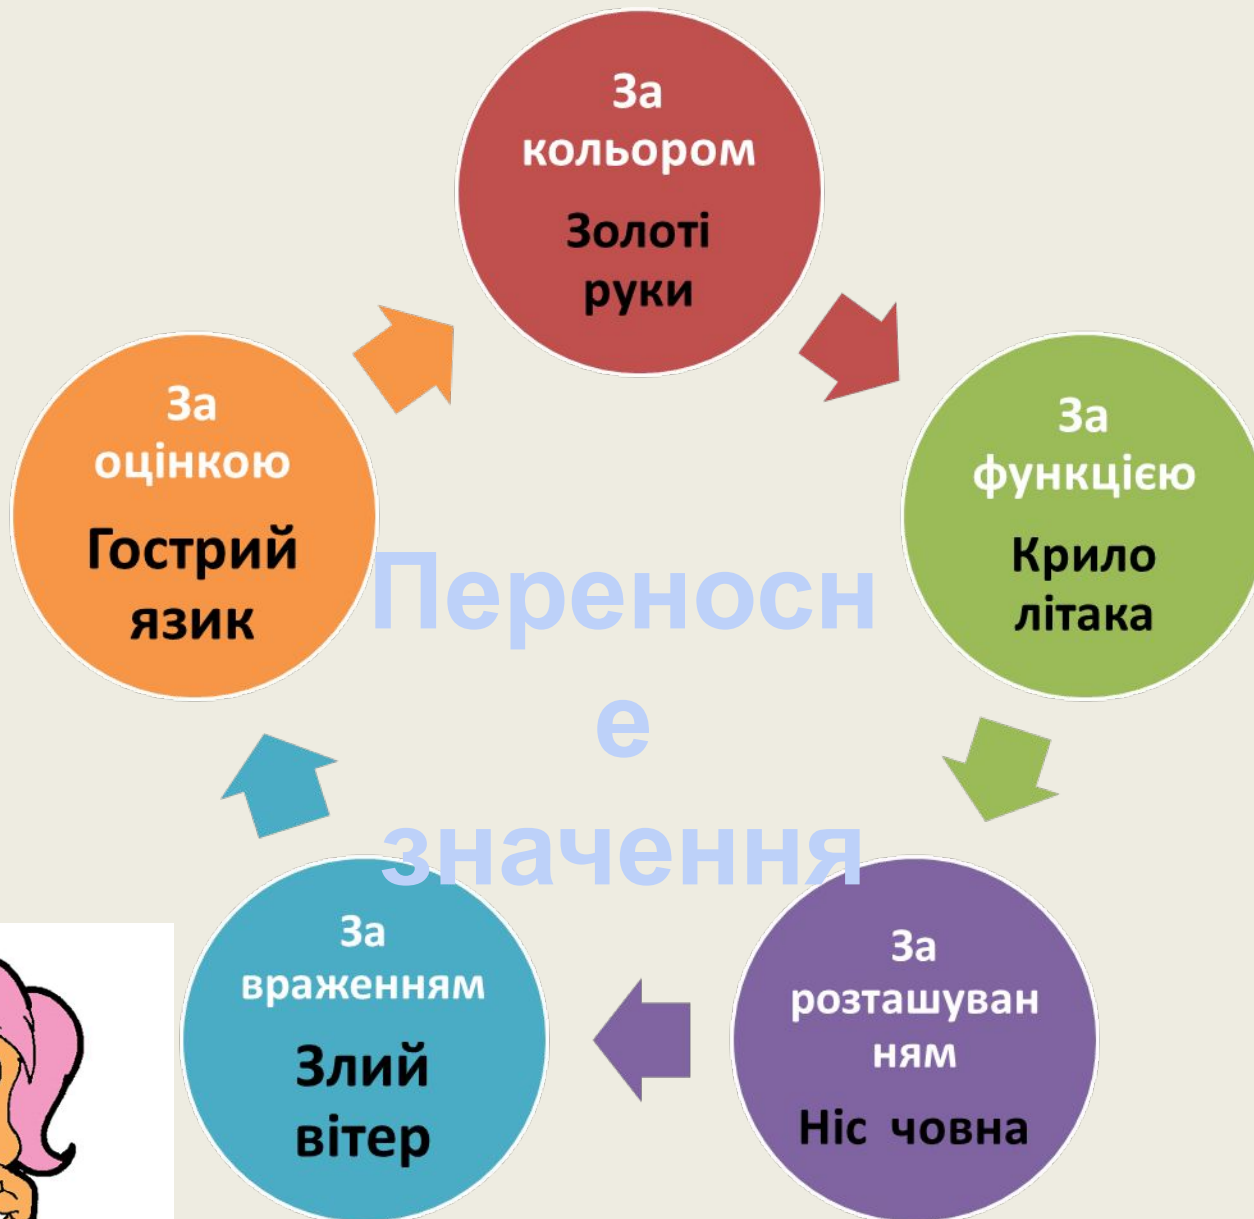 За
кольором
Золоті
руки
За
функцією
Крило
літака
За
розташуван
ням
Ніс човна
За
враженням
Злий
вітер
За
оцінкою
Гострий
язик
Переносн
е
значення